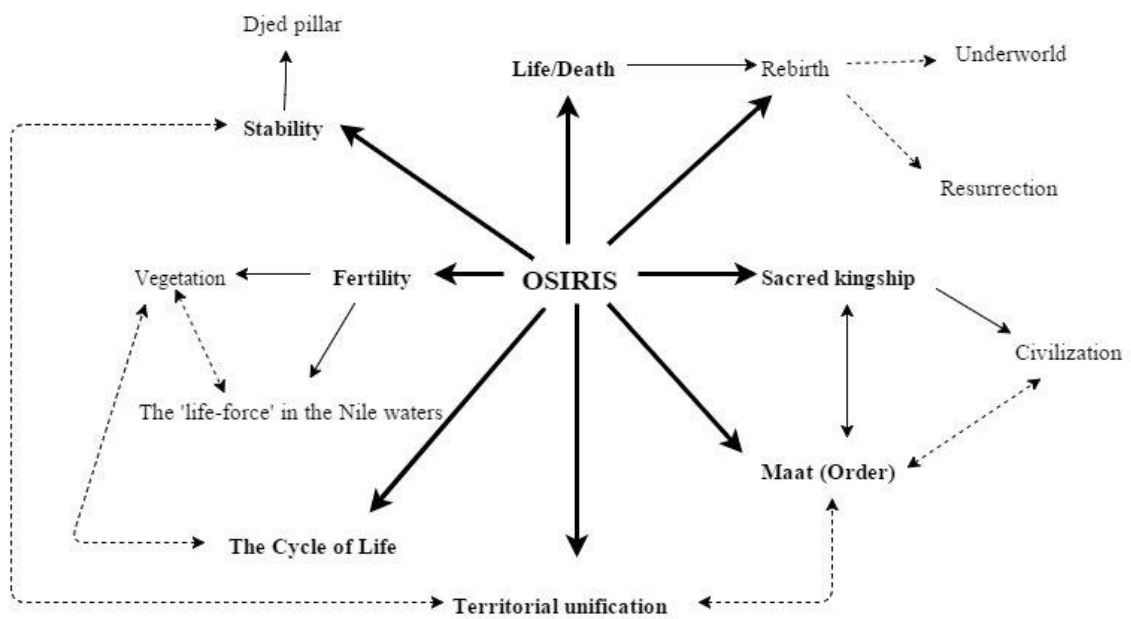 Djed pillar
Underworld
Life/Death
Rebirth
Stability
Resurrection
Vegetation
Fertility
OSIRIS
Sacred kingship
Civilization
The 'life-force' in the Nile waters
Maat (Order)
The Cycle of Life
Territorial unification